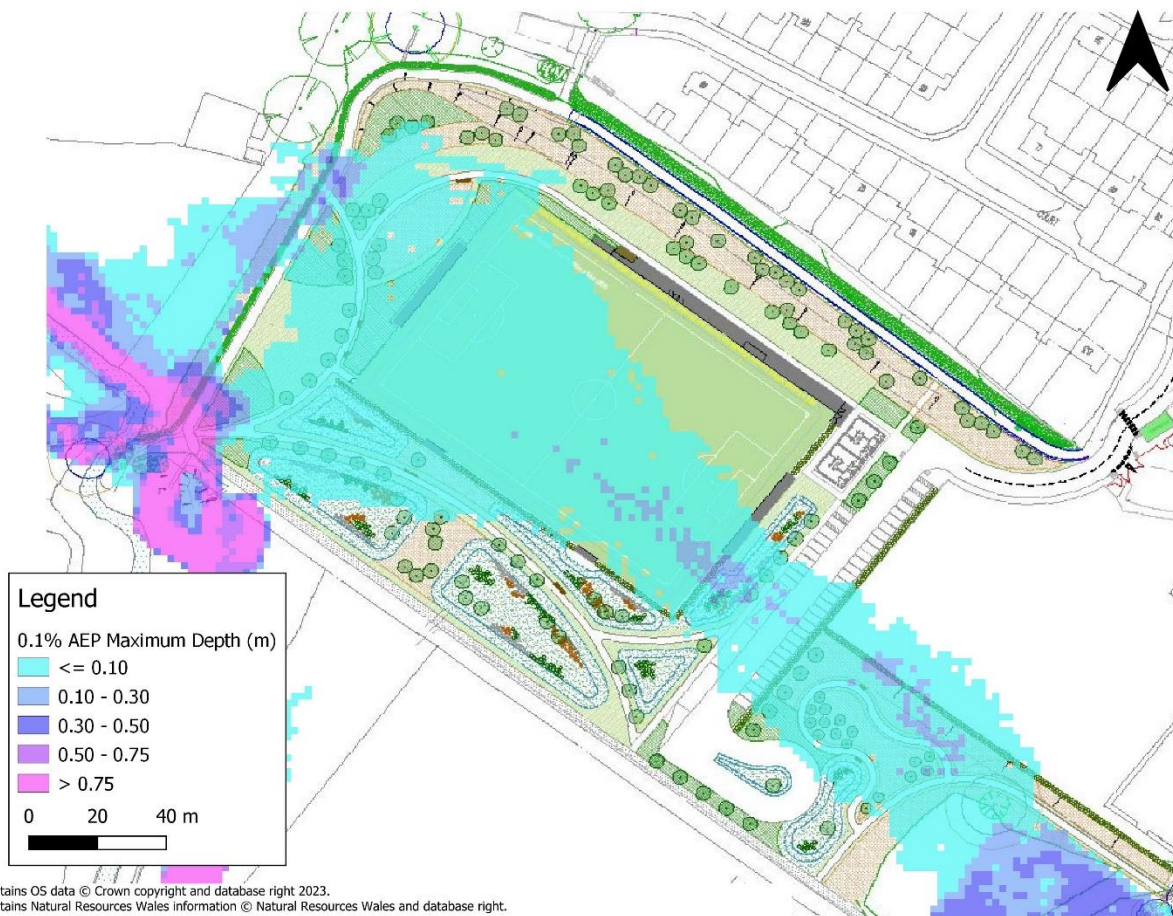 COURT
Legend
0.1% AEP Maximum Depth (m)
<= 0.10
0.10 - 0.30
0.30 - 0.50
0.50 - 0.75
> 0.75
0 20 40 m
tains OS data © Crown copyright and database right 2023.
tains Natural Resources Wales information © Natural Resources Wales and database right.